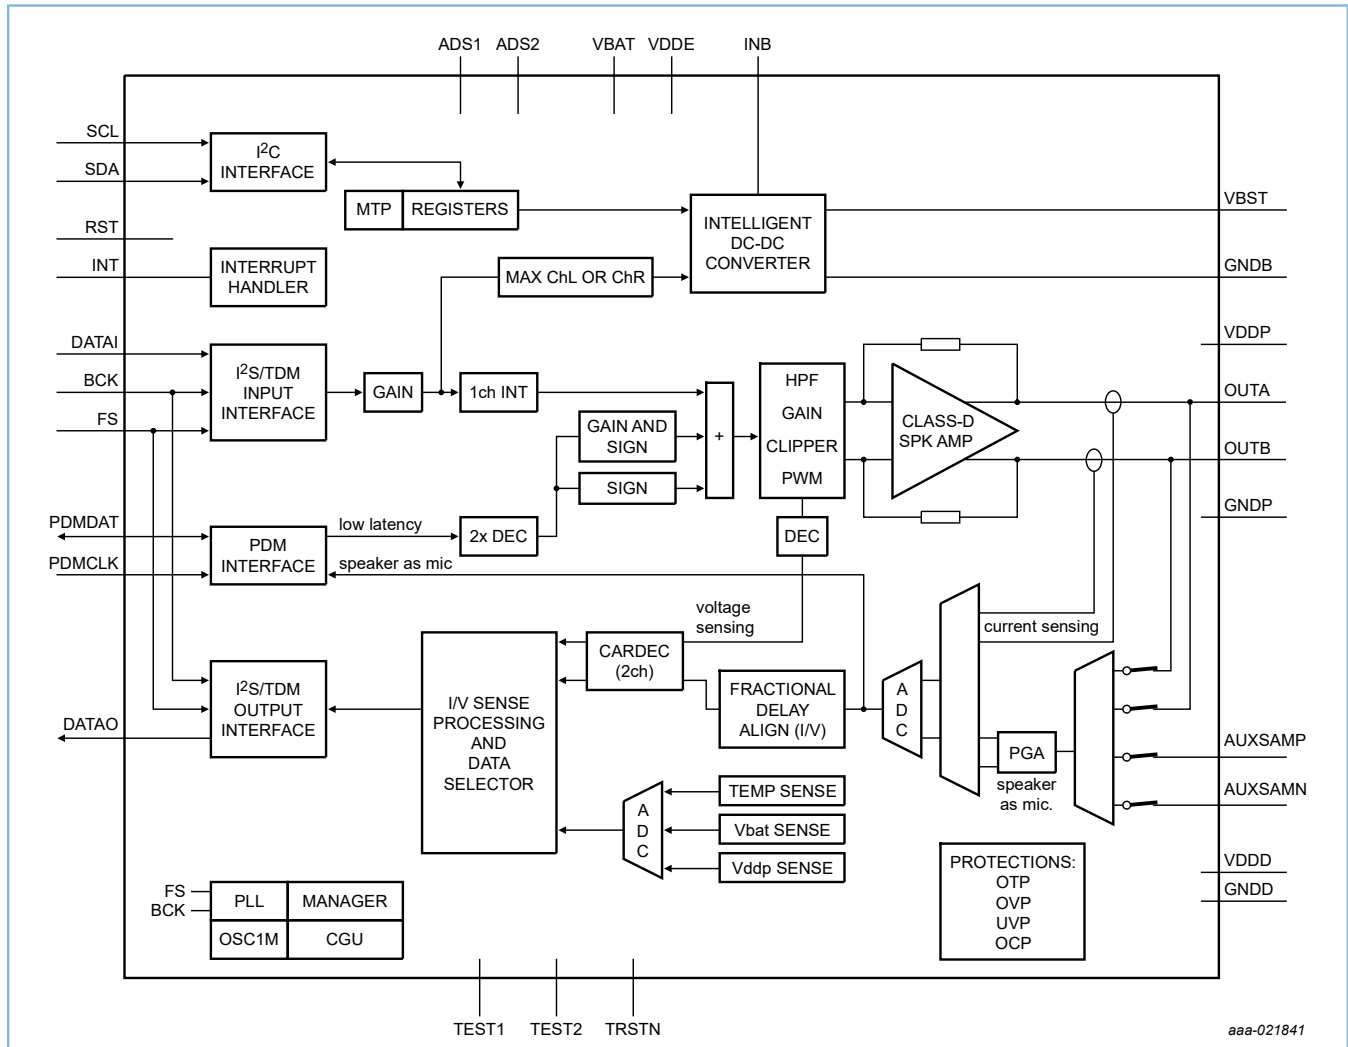 ADS1 ADS2 VBAT VDDE INB
SCL
SDA
I2C
INTERFACE
MTP REGISTERS
RST
INT
INTERRUPT
HANDLER
MAX ChL OR ChR
INTELLIGENT
DC-DC
CONVERTER
VBST
GNDB
VDDP
DATAI
BCK
FS
I2S/TDM
INPUT
INTERFACE
GAIN
1ch INT
GAIN AND
SIGN
SIGN
+
HPF
GAIN
CLIPPER
PWM
CLASS-D
SPK AMP
OUTA
OUTB
GNDP
PDMDAT
PDMCLK
PDM
INTERFACE
low latency
2x DEC
DEC
speaker as mic
voltage
sensing
current sensing
I2S/TDM
OUTPUT
INTERFACE
DATAO
I/V SENSE
PROCESSING
AND
DATA
SELECTOR
CARDEC
(2ch)
FRACTIONAL
DELAY
ALIGN (I/V)
A
D
C
PGA
speaker
as mic.
AUXSAMP
AUXSAMN
A
D
C
TEMP SENSE
Vbat SENSE
Vddp SENSE
PROTECTIONS:
OTP
OVP
UVP
OCP
VDDD
GNDD
FS
BCK
PLL MANAGER
OSC1M CGU
TEST1 TEST2 TRSTN
aaa-021841